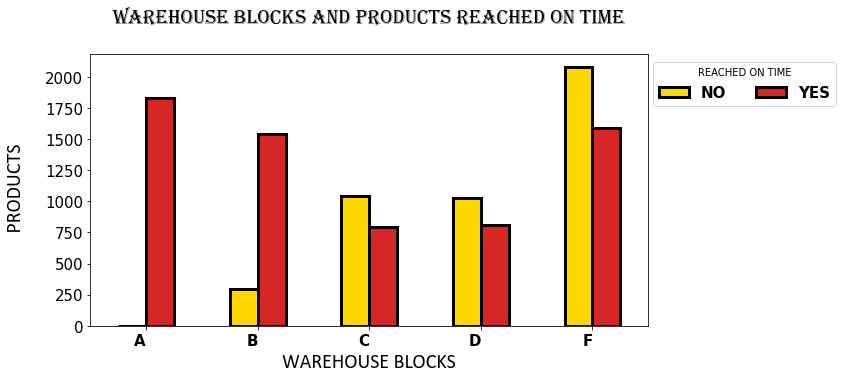 WAREHOUSE BLOCKS AND PRODUCTS REACHED ON TIME
REACHED ON TIME
NO YES
PRODUCTS
2000
1750
1500
1250
1000
750
500
250
0
A B C D F
WAREHOUSE BLOCKS